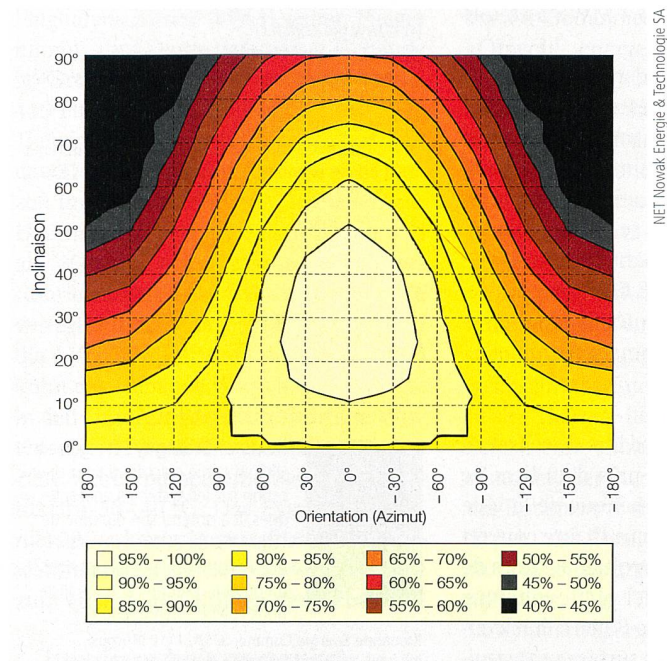 NET Nowak Energie & Technologie SA
90°
80°
70°
60°
50°
40°
30°
20°
10°
0°
Inclinaison
180°
150°
120°
90°
60°
30°
0
– 30°
– 60°
– 90°
– 120°
– 150°
– 180°
Orientation (Azimut)
95% – 100%
90% – 95%
85% – 90%
80% – 85%
75% – 80%
70% – 75%
65% – 70%
60% – 65%
55% – 60%
50% – 55%
45% – 50%
40% – 45%